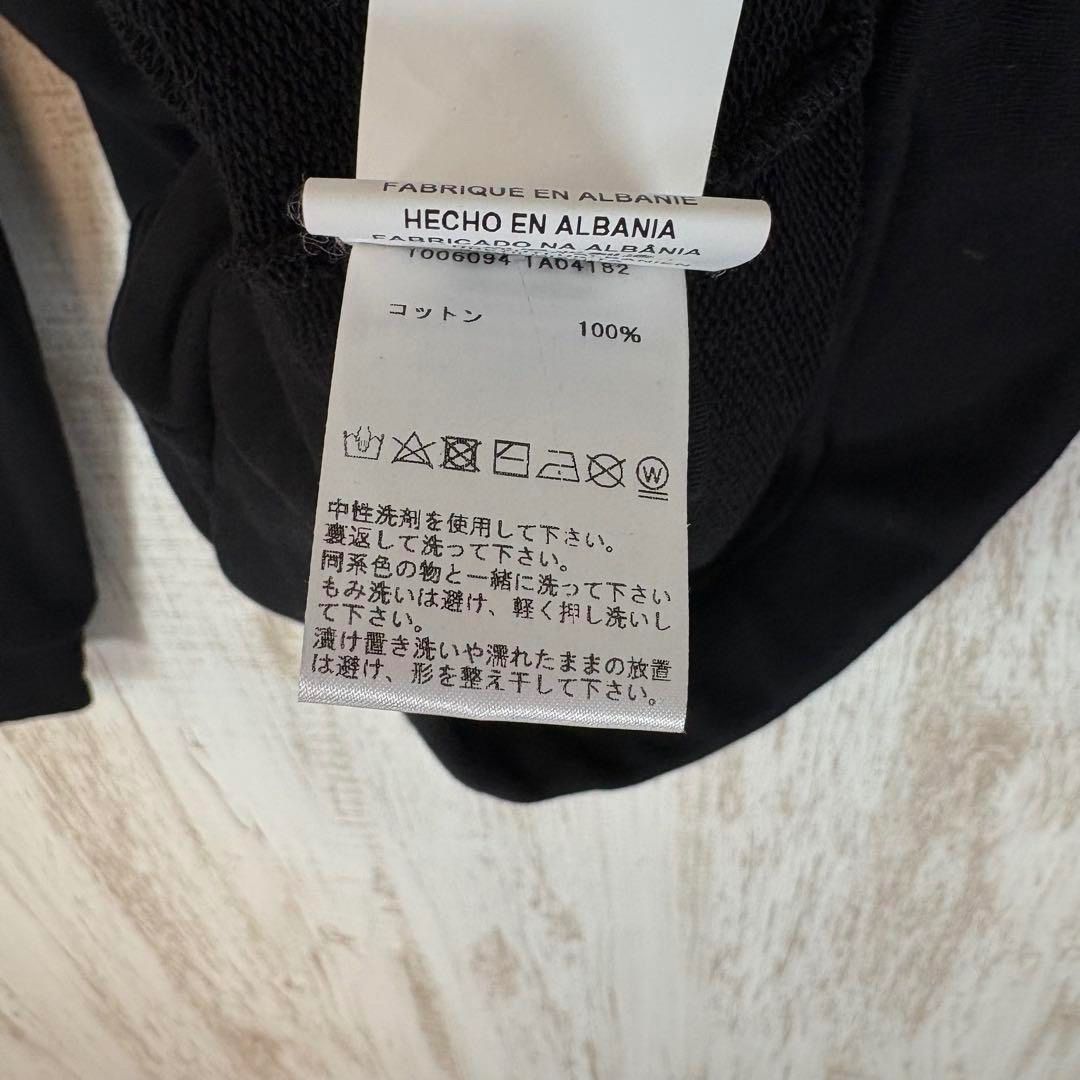 FABRIQUE EN ALBANIE
HECHO EN ALBANIA
FABRICADO NA ALBÂNIA
1006094 1A04182
コットン 100%
W
中性洗剤を使用して下さい。
裏返して洗って下さい。
同系色の物と一緒に洗って下さい
もみ洗いは避け、軽く押し洗いし
て下さい。
漬け置き洗いや濡れたままの放置
は避け、形を整え干して下さい。